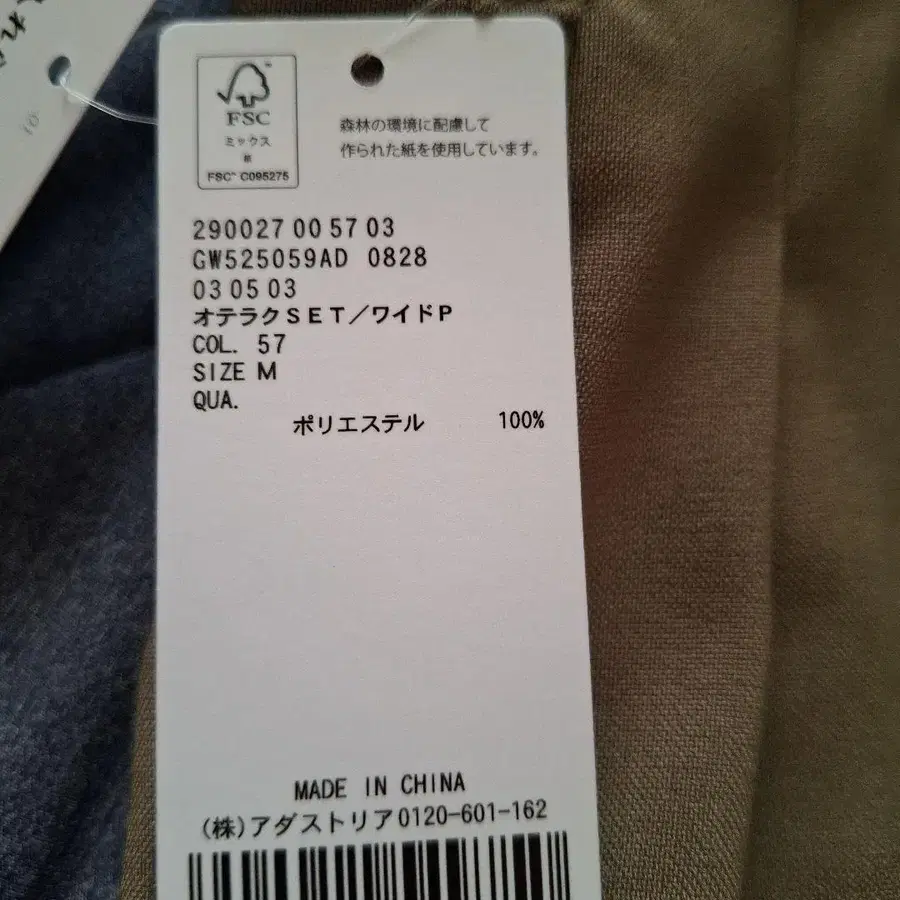 FSC
ミックス
紙
FSC™ C095275
森林の環境に配慮して
作られた紙を使用しています。
290027 00 57 03
GW525059AD 0828
03 05 03
オテラクSET/ワイドP
COL. 57
SIZE M
QUA.
ポリエステル 100%
MADE IN CHINA
(株)アダストリア0120-601-162